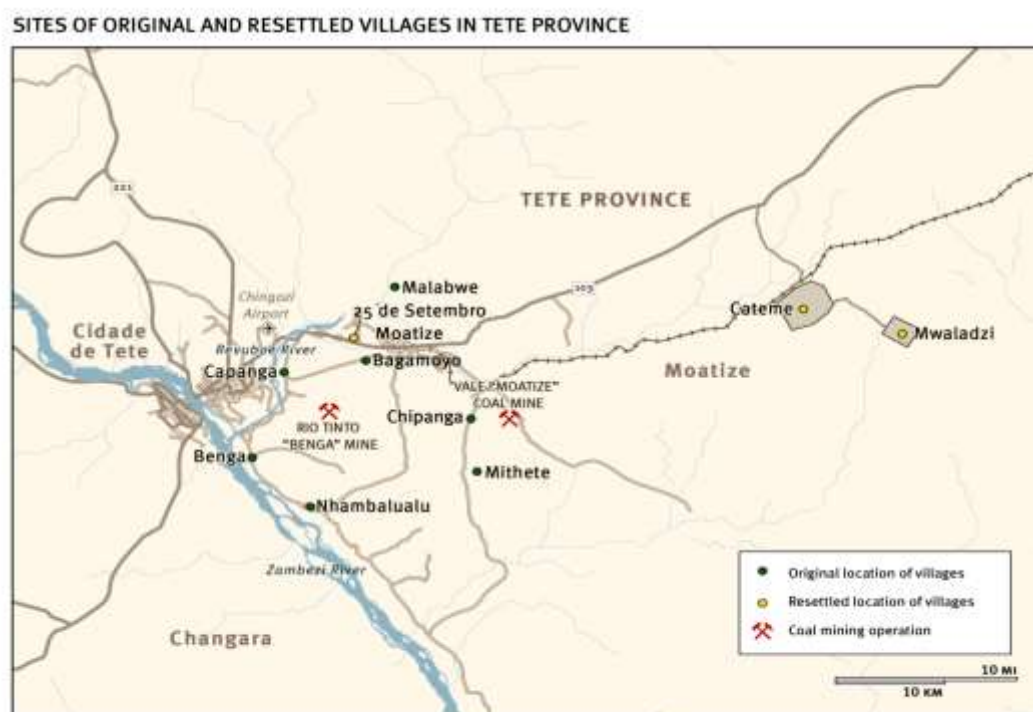 SITES OF ORIGINAL AND RESETTLED VILLAGES IN TETE PROVINCE
221
TETE PROVINCE
Malabwe
103
Chingozi
Airport
25 de Setembro
Cateme
Cidade
de Tete
Moatize
Mwaladzi
Revuboe River
Bagamoyo
Capanga
Moatize
VALE "MOATIZE"
COAL MINE
Chipanga
RIO TINTO
"BENGA" MINE
Benga
Mithete
Nhambalualu
Zambezi River
Changara
Original location of villages
Resettled location of villages
Coal mining operation
10 MI
10 KM